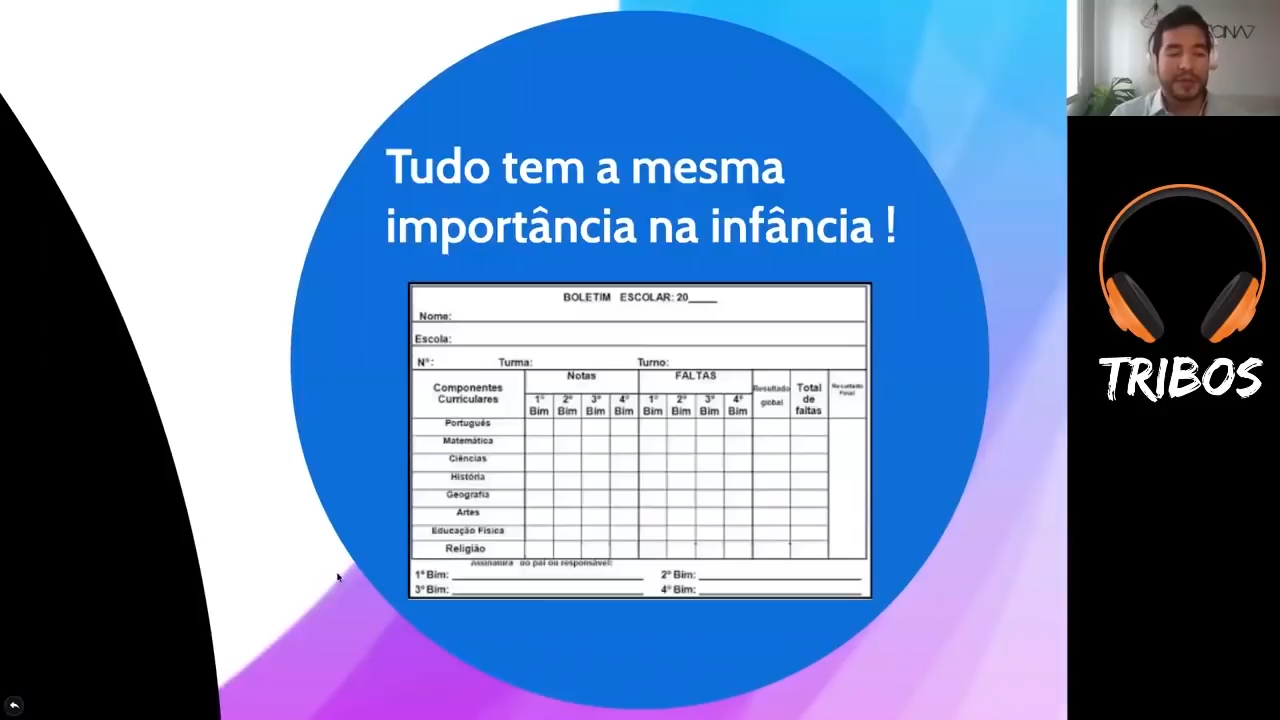 Tudo tem a mesma
importância na infância !
BOLETIM ESCOLAR: 20_____
Nome:
Escola:
Nº: Turma: Turno:
Componentes Curriculares Notas FALTAS Resultado global Total de faltas Resultado Final
1º Bim 2º Bim 3º Bim 4º Bim 1º Bim 2º Bim 3º Bim 4º Bim
Português
Matemática
Ciências
História
Geografia
Artes
Educação Física
Religião
Assinatura do pai ou responsável:
1º Bim: 2º Bim:
3º Bim: 4º Bim:
TRIBOS